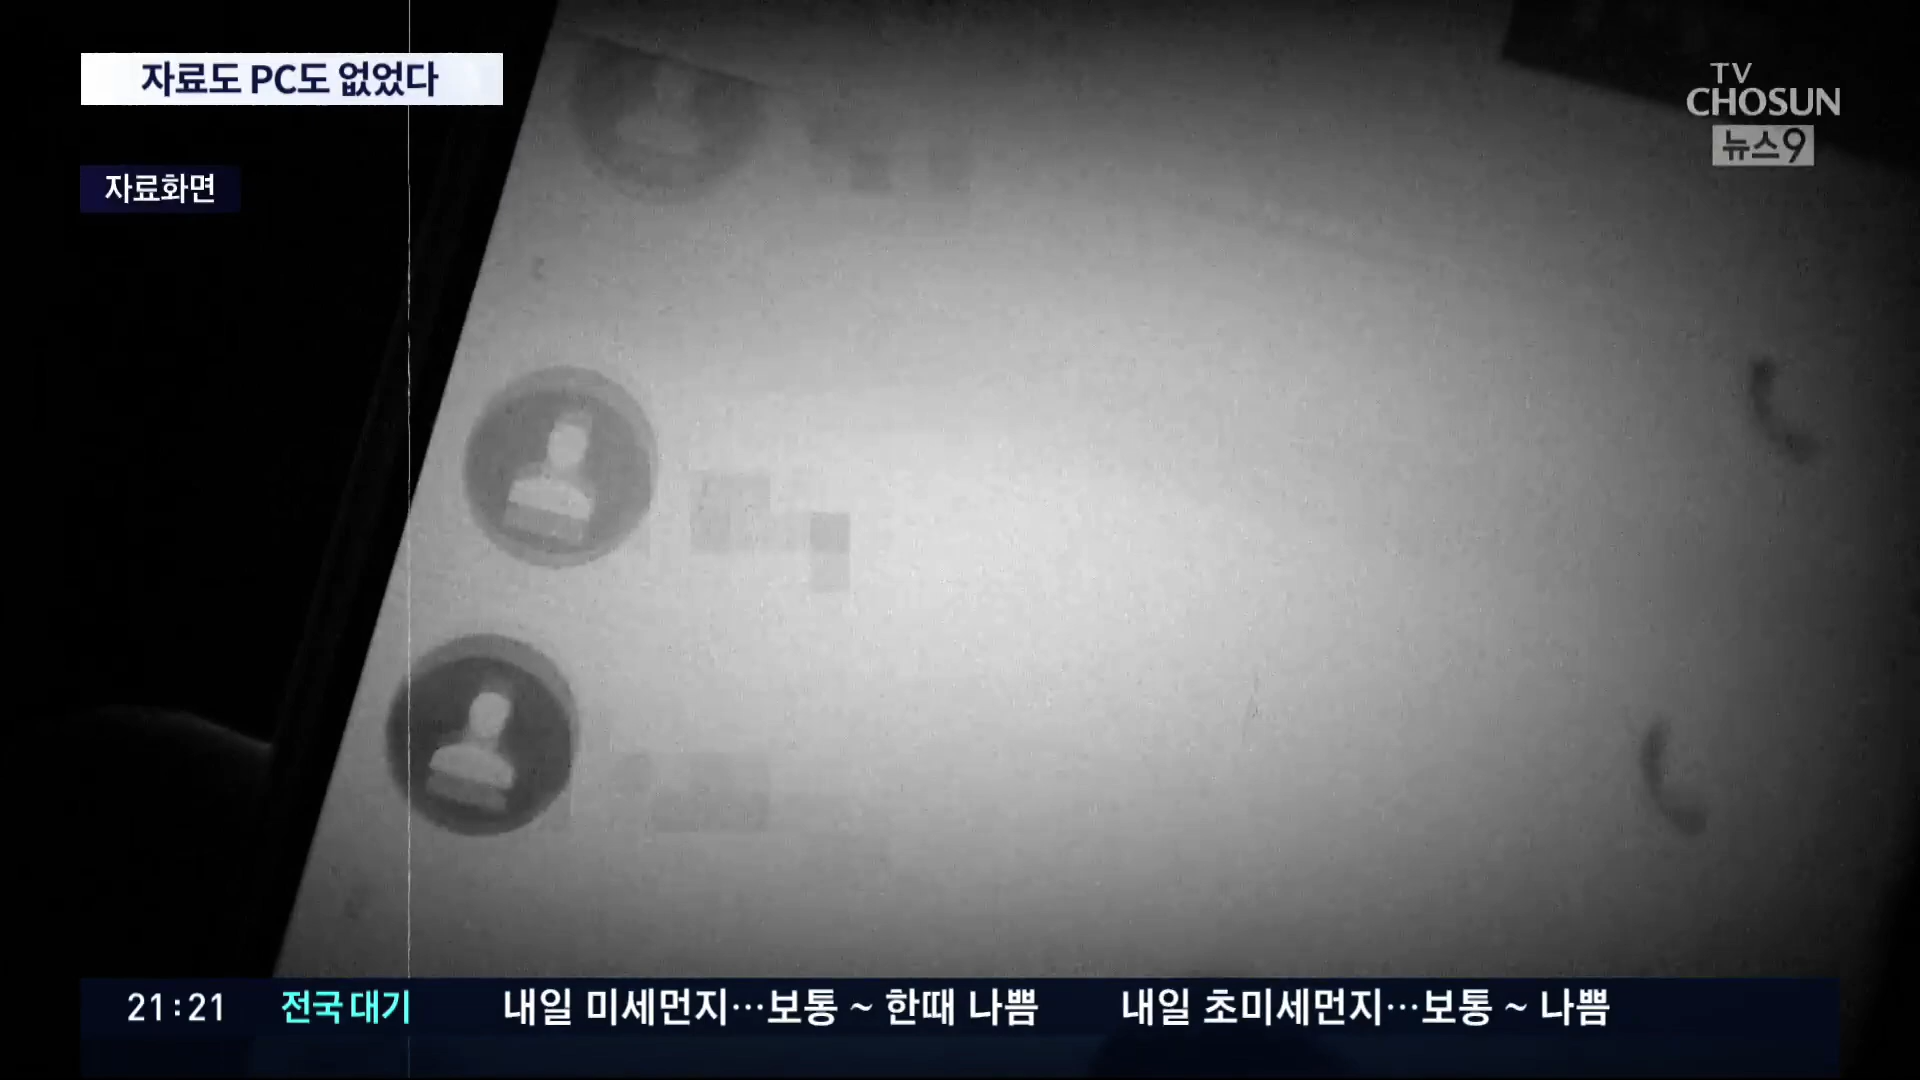 자료도 PC도 없었다
TV
CHOSUN
뉴스9
자료화면
21:21 전국 대기 내일 미세먼지…보통 ~ 한때 나쁨 내일 초미세먼지…보통 ~ 나쁨